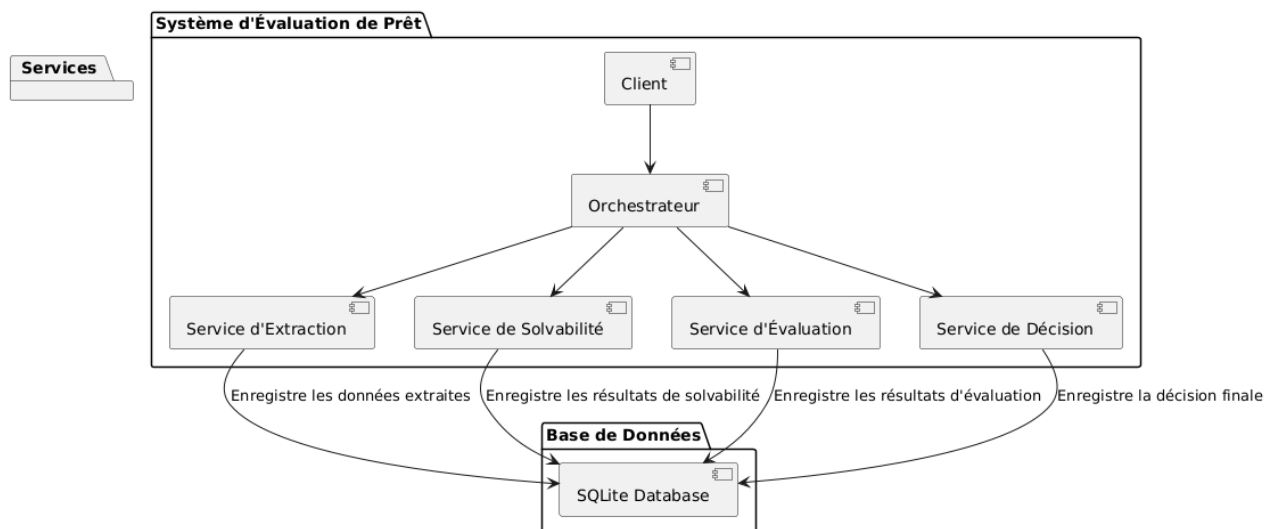 Système d'Évaluation de Prêt
Services
Client
Orchestrateur
Service d'Extraction
Service de Solvabilité
Service d'Évaluation
Service de Décision
Enregistre les données extraites
Enregistre les résultats de solvabilité
Enregistre les résultats d'évaluation
Enregistre la décision finale
Base de Données
SQLite Database